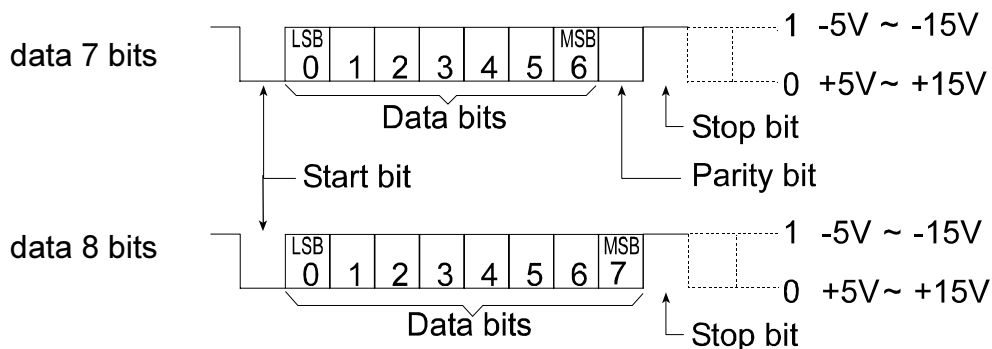 data 7 bits
LSB MSB
0 1 2 3 4 5 6
1 -5V ~ -15V
0 +5V~ +15V
Data bits
Stop bit
Start bit
Parity bit
data 8 bits
LSB MSB
0 1 2 3 4 5 6 7
1 -5V ~ -15V
0 +5V~ +15V
Data bits
Stop bit